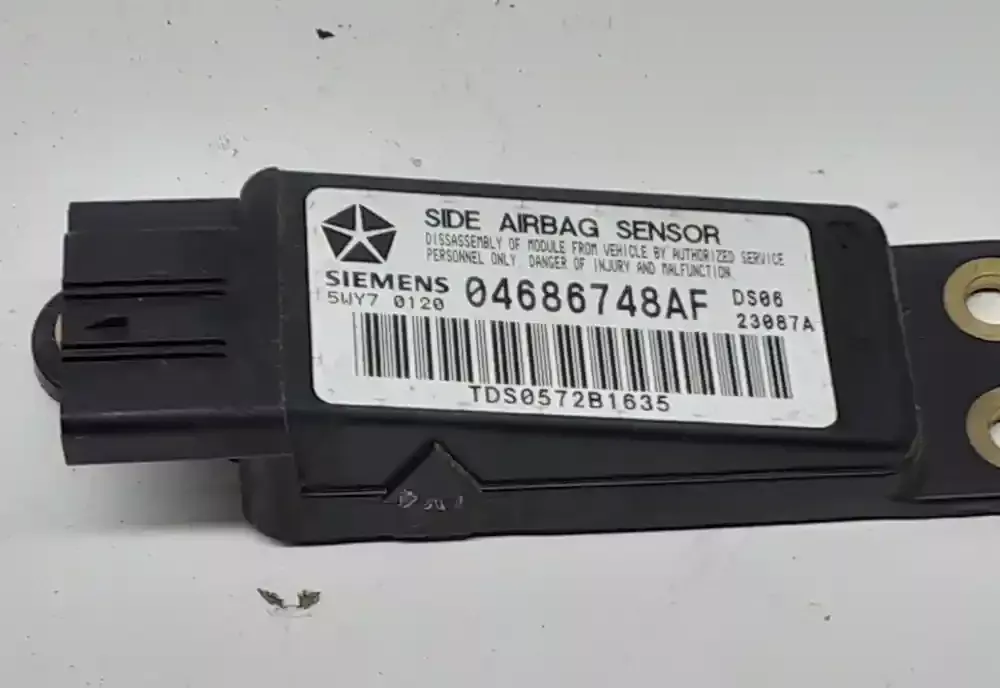 SIDE AIRBAG SENSOR
DISSASSEMBLY OF MODULE FROM VEHICLE BY AUTHORIZED SERVICE
PERSONNEL ONLY. DANGER OF INJURY AND MALFUNCTION.
SIEMENS 04686748AF DS06
5WY7 0120 23087A
TDS0572B1635